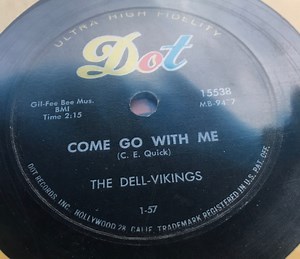 ULTRA HIGH FIDELITY
Dot
Gil-Fee Bee Mus.
BMI
Time 2:15
15538
COME GO WITH ME
(C. E. Quick)
THE DELL-VIKINGS
1-57
DOT RECORDS, INC. HOLLYWOOD 28, CALIF. TRADEMARK REGISTERED IN U.S. PAT. OFF.